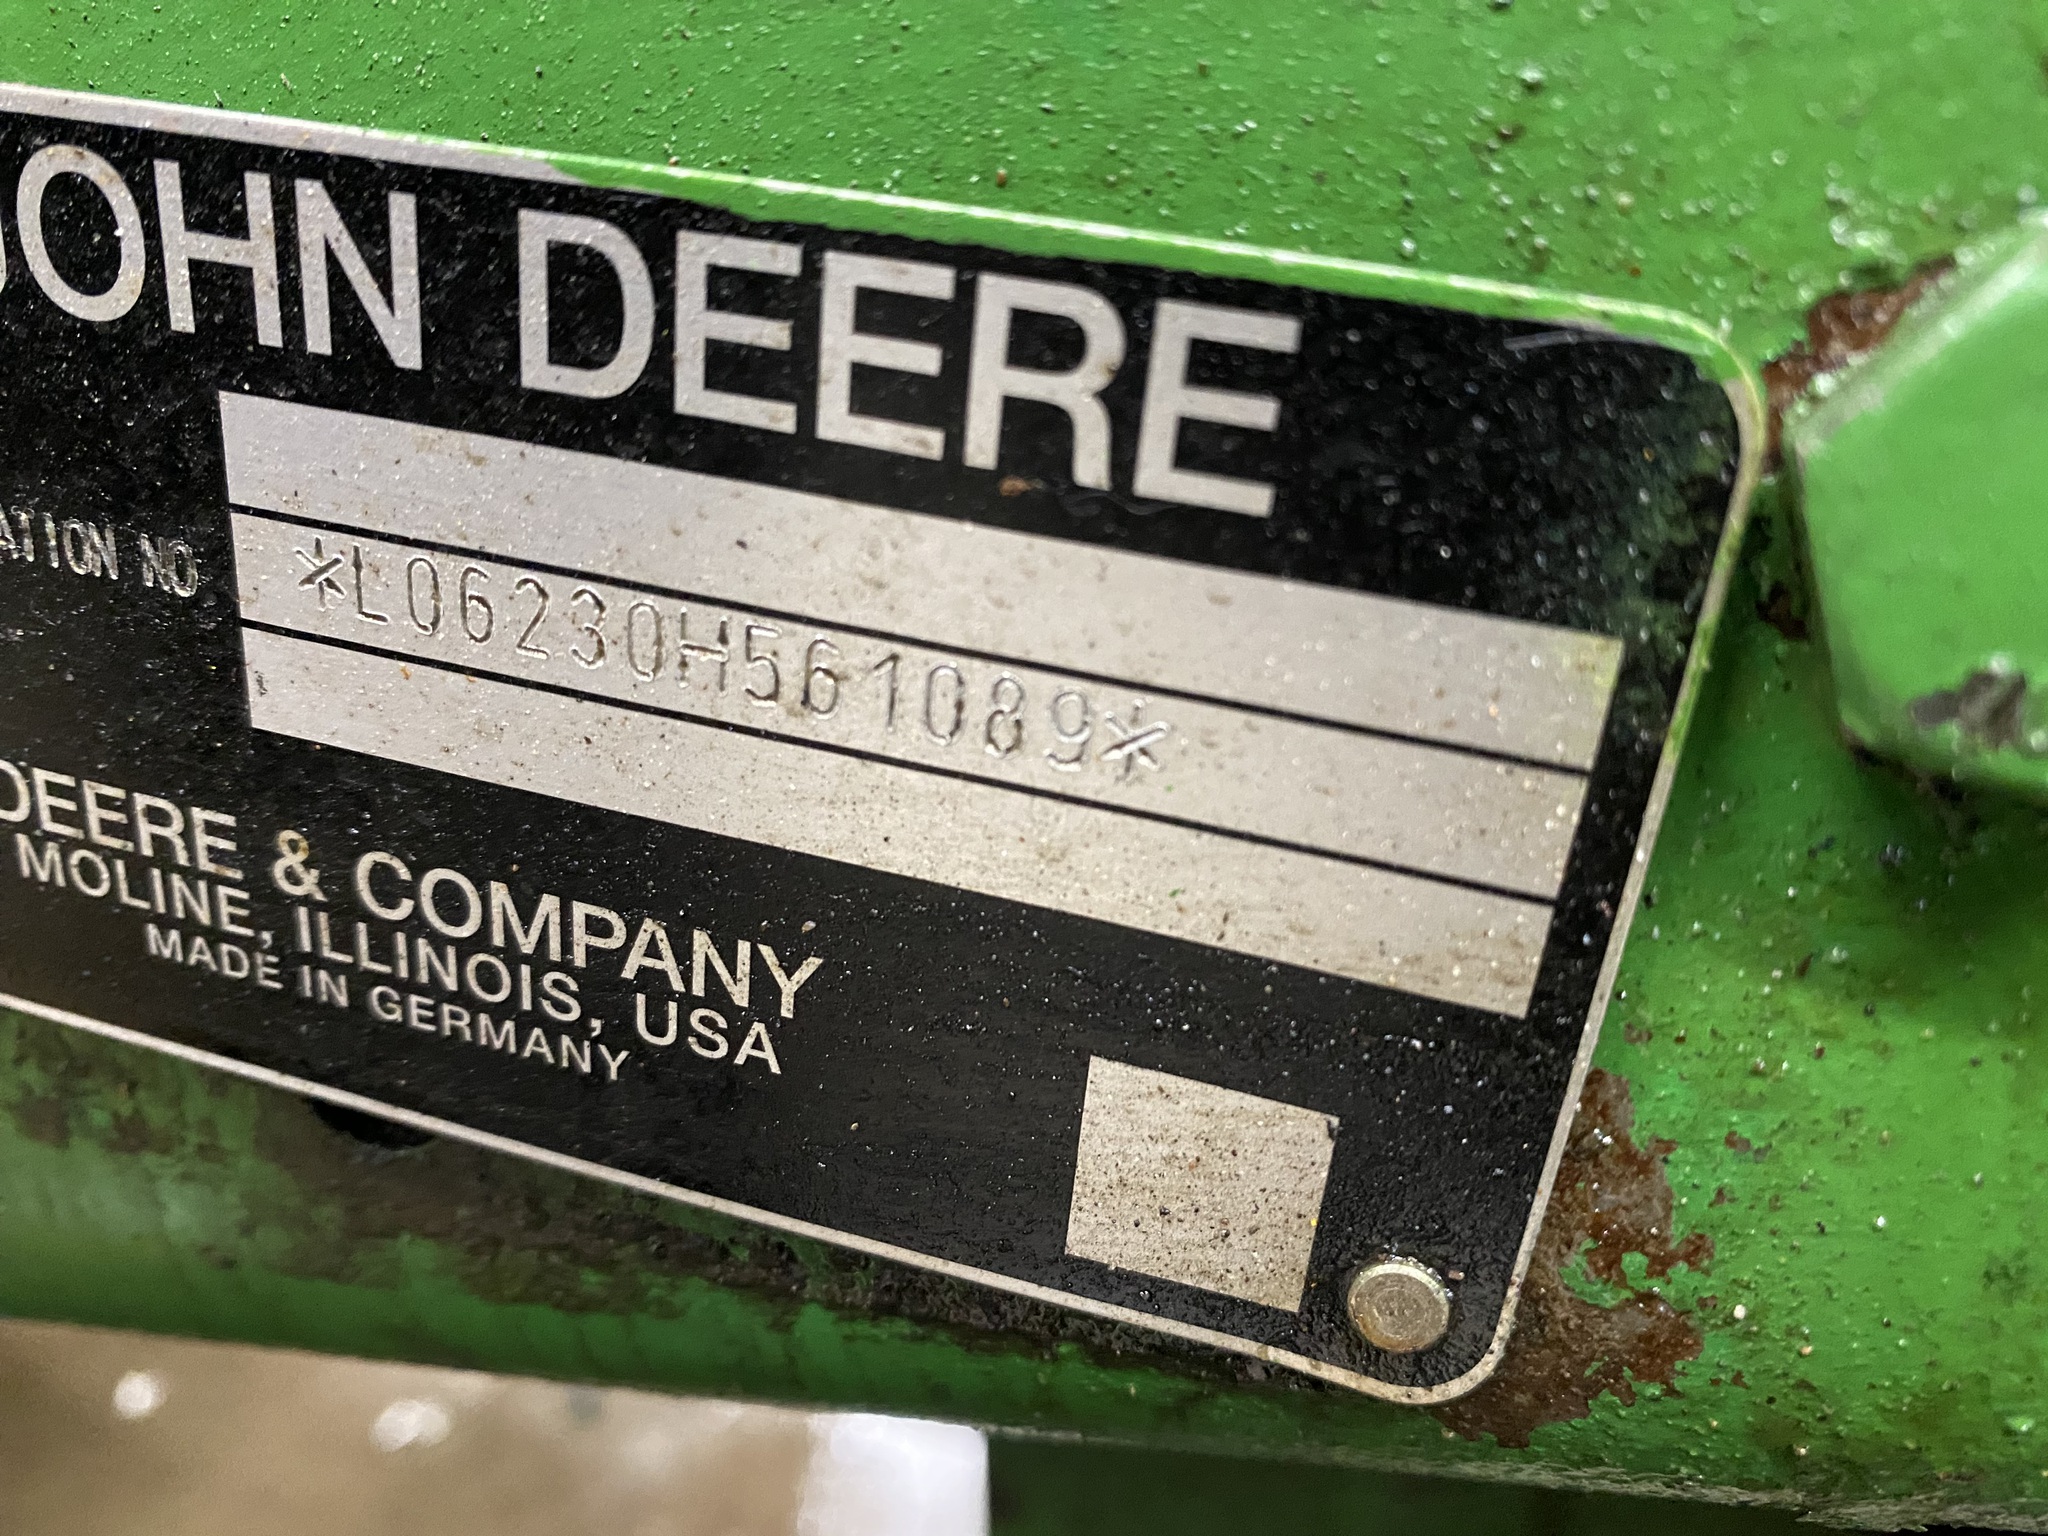 JOHN DEERE
ATION NO *L06230H561089*
DEERE & COMPANY
MOLINE, ILLINOIS, USA
MADE IN GERMANY